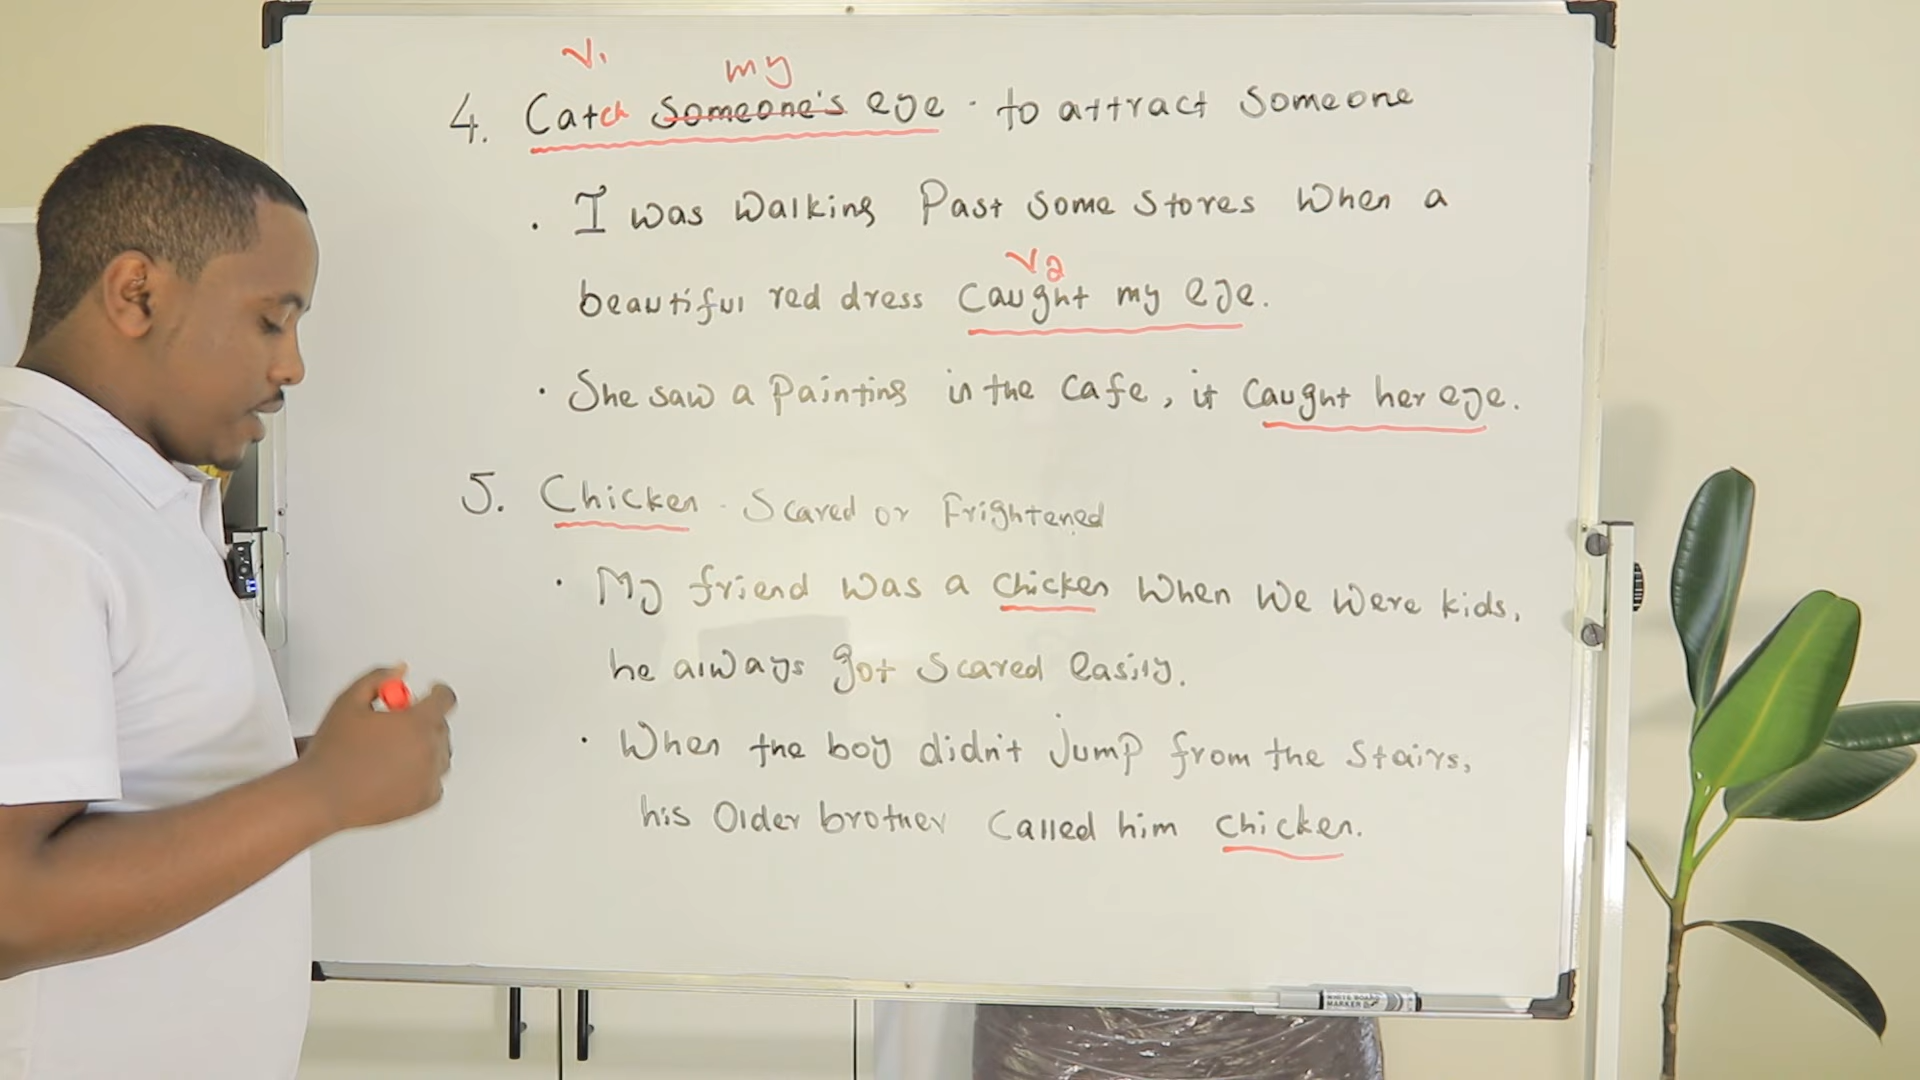 V1 my
4. Catch Someone's eye · to attract Someone
· I was walking Past some stores when a
V2
beautiful red dress caught my eye.
· She saw a Painting in the cafe, it caught her eye.
5. Chicken - Scared or Frightened
· My friend was a chicken when we were kids,
he always got scared easily.
· When the boy didn't jump from the stairs,
his Older brother called him chicken.
WHITE BOARD
MARKER